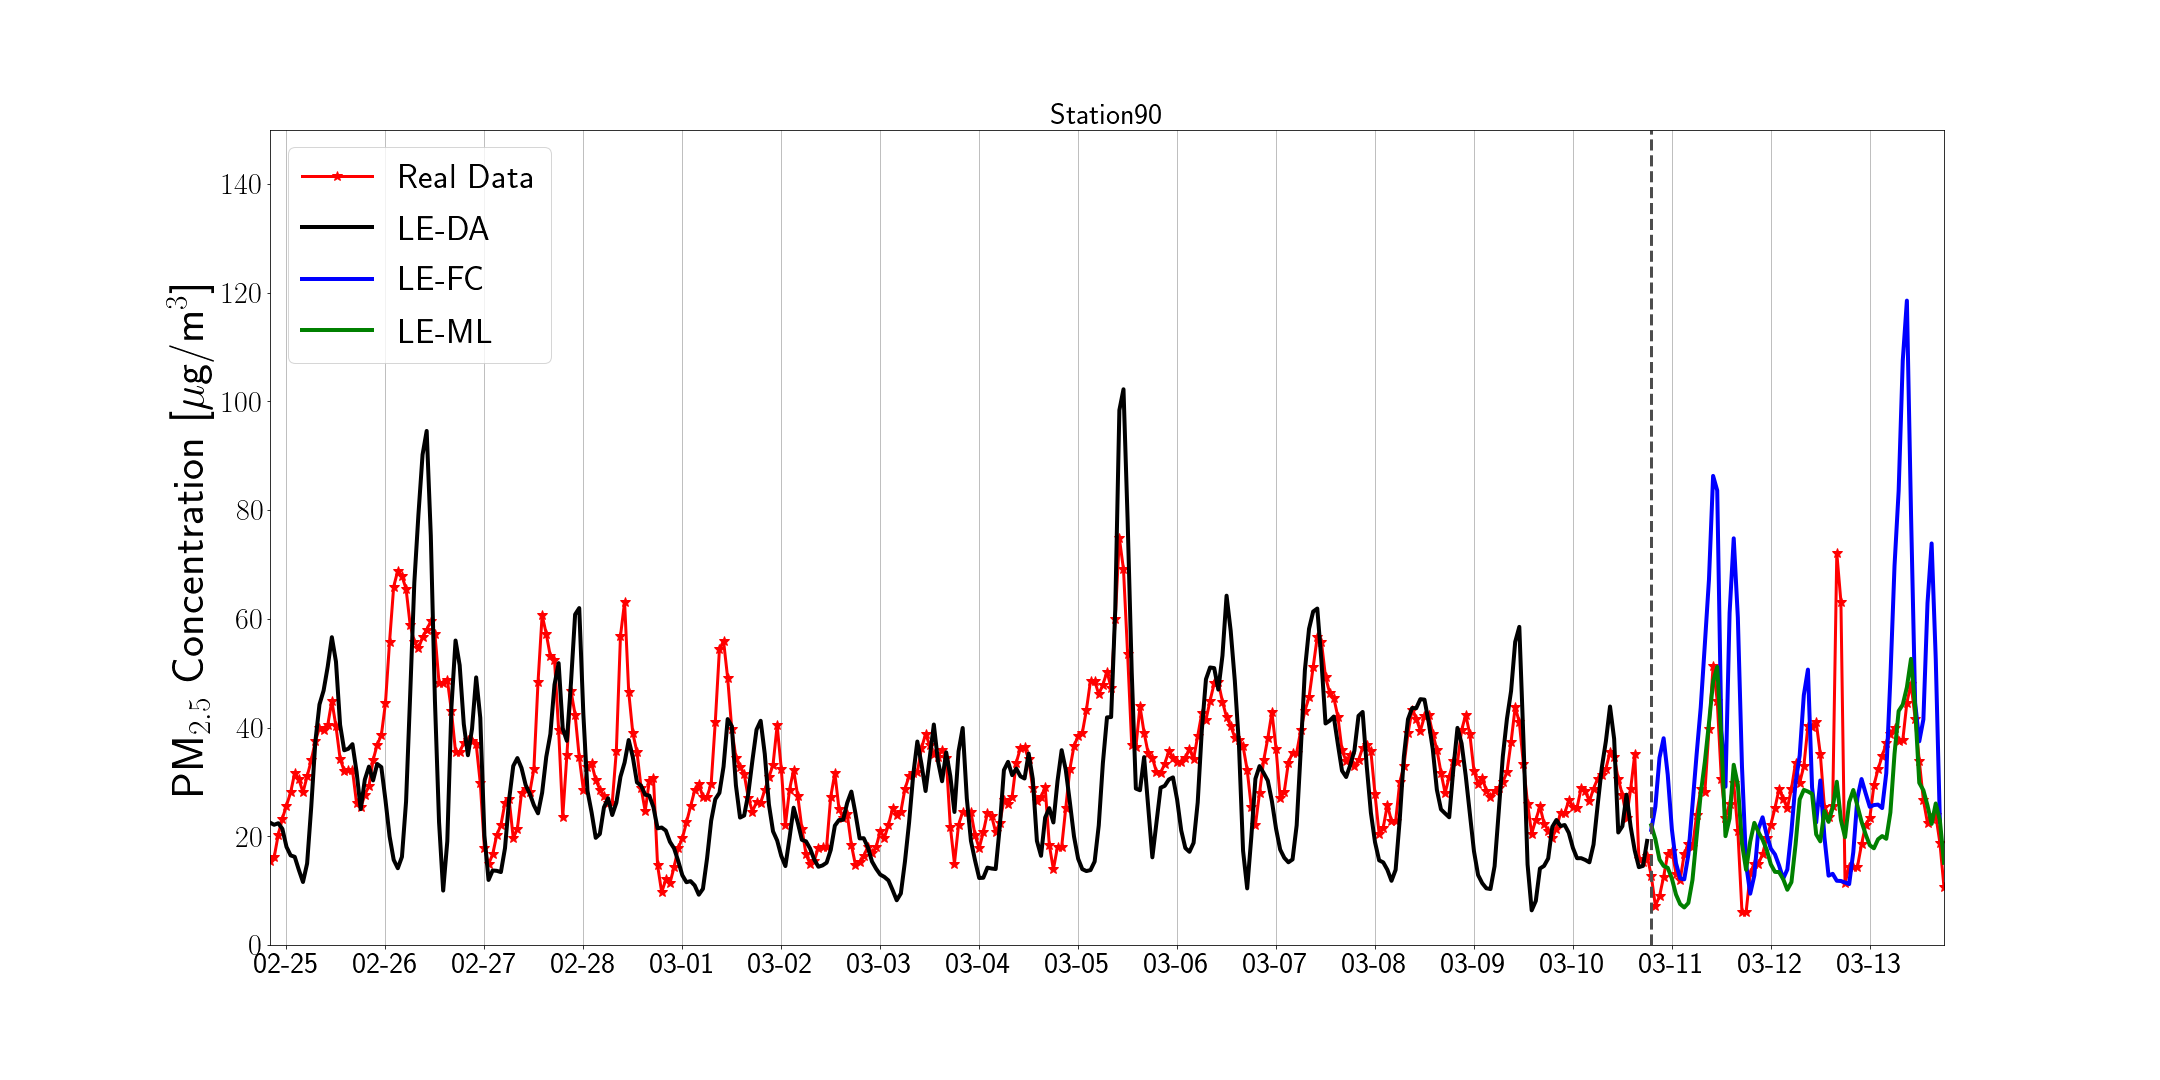 Station90
Real Data
LE-DA
LE-FC
LE-ML
PM2.5 Concentration [μg/m³]
140
120
100
80
60
40
20
0
02-25 02-26 02-27 02-28 03-01 03-02 03-03 03-04 03-05 03-06 03-07 03-08 03-09 03-10 03-11 03-12 03-13